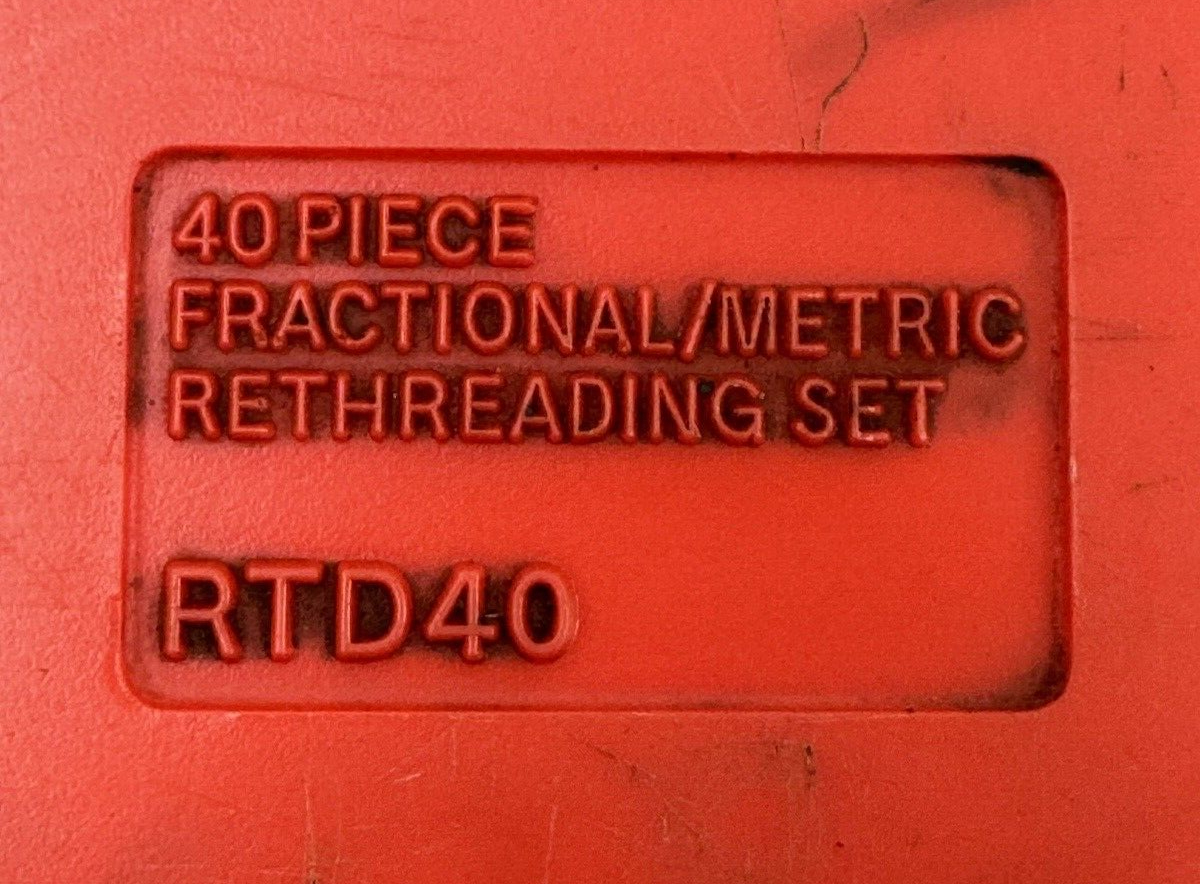 40 PIECE
FRACTIONAL/METRIC
RETHREADING SET
RTD40